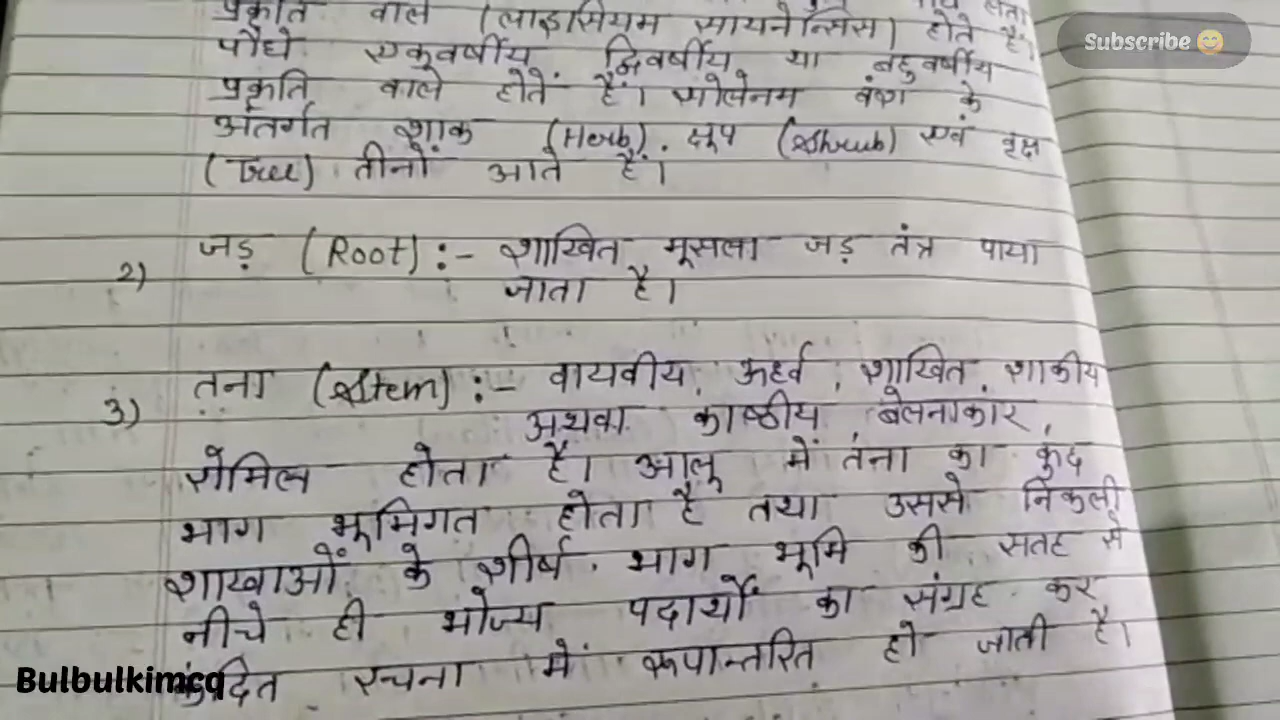 प्रकृति वाले (लाइसियम सायनेन्सिस) होते हैं।
Subscribe 😊
पौधे एकवर्षीय द्विवर्षीय या बहुवर्षीय
प्रकृति वाले होतें हैं। सोलेनम वंश के
अंतर्गत शाक (Herb). क्षूप (Shrub) एवं वृक्ष
(Tree) तीनों आते हैं।
2) जड़ (Root) :- शाखित मूसला जड़ तंत्र पाया
जाता है।
3) तना (Stem) :- वायवीय ऊर्ध्व, शाखित, शाकीय
अथवा काष्ठीय बेलनाकार,
रोमिल होता है। आलू में तना का कुछ
भाग भूमिगत होता है तथा उससे निकली
शाखाओं के शीर्ष भाग भूमि की सतह से
नीचे ही भोज्य पदार्थों का संग्रह कर
कंदित रचना में रूपान्तरित हो जाती है।
Bulbulkimcq